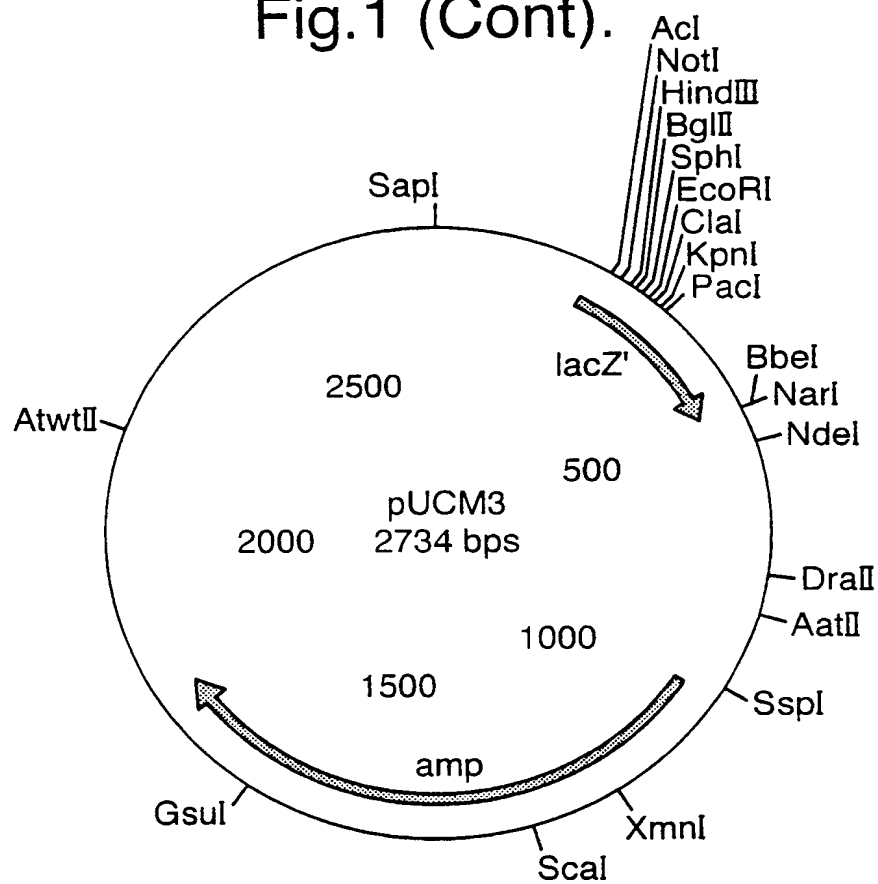 Fig.1 (Cont).
AcI
NotI
HindIII
BglII
SphI
EcoRI
ClaI
KpnI
PacI
SapI
BbeI
NarI
NdeI
lacZ'
2500
AtwtII
500
pUCM3
2734 bps
2000
DraII
AatII
1000
1500
SspI
amp
GsuI
XmnI
ScaI